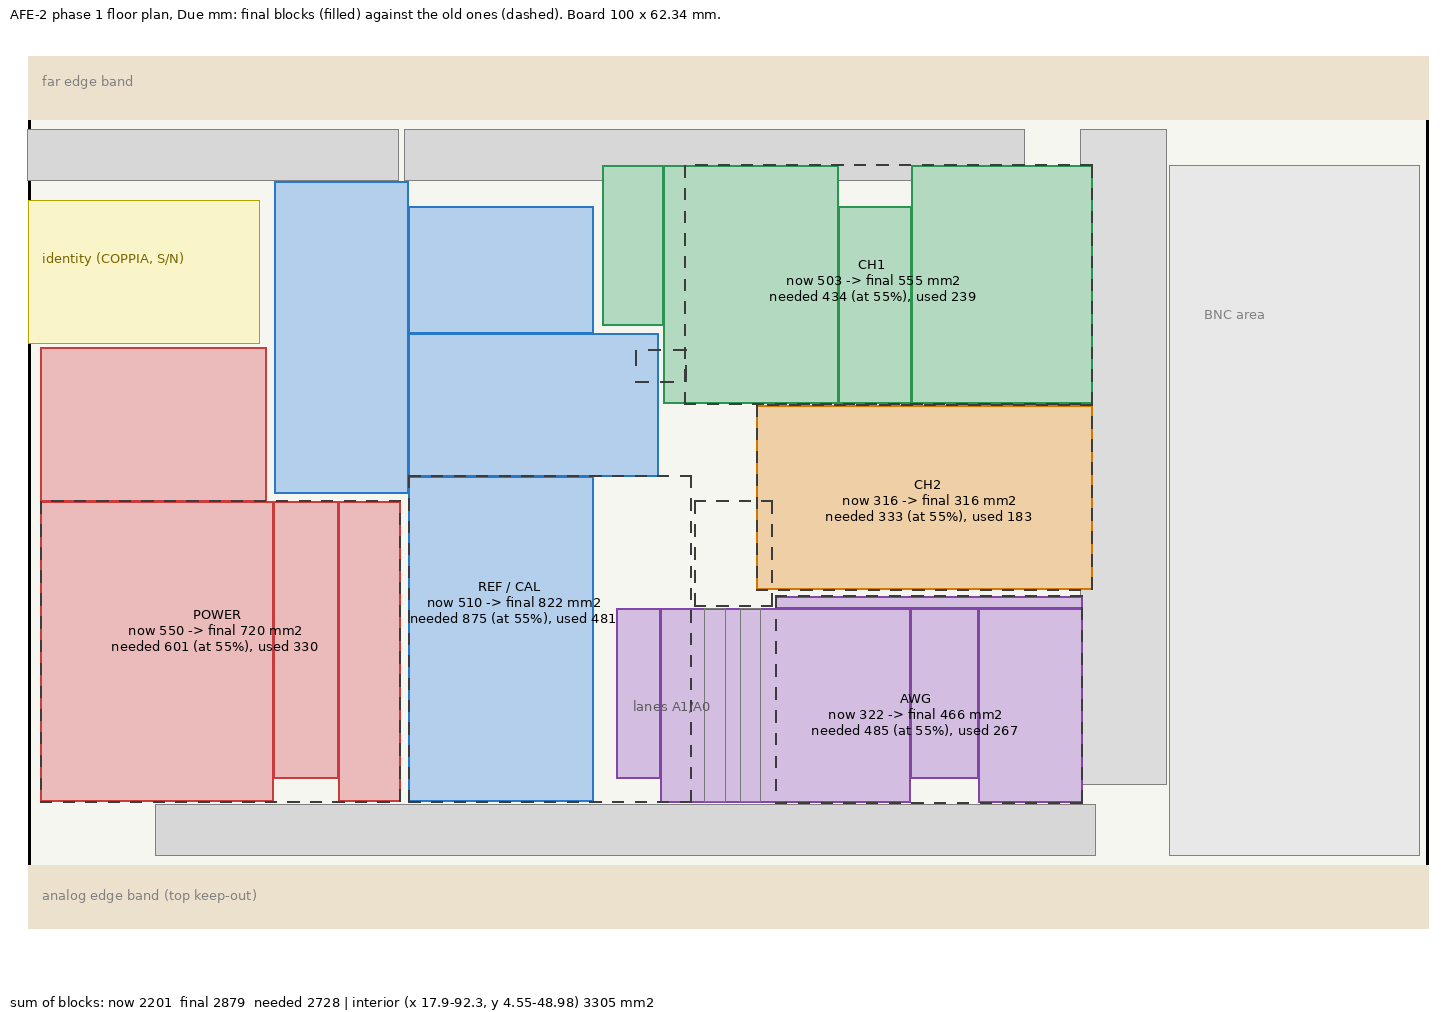 AFE-2 phase 1 floor plan, Due mm: final blocks (filled) against the old ones (dashed). Board 100 x 62.34 mm.
far edge band
identity (COPPIA, S/N)
CH1
now 503 -> final 555 mm2
needed 434 (at 55%), used 239
BNC area
CH2
now 316 -> final 316 mm2
needed 333 (at 55%), used 183
REF / CAL
now 510 -> final 822 mm2
needed 875 (at 55%), used 481
POWER
now 550 -> final 720 mm2
needed 601 (at 55%), used 330
lanes A1/A0
AWG
now 322 -> final 466 mm2
needed 485 (at 55%), used 267
analog edge band (top keep-out)
sum of blocks: now 2201  final 2879  needed 2728 | interior (x 17.9-92.3, y 4.55-48.98) 3305 mm2